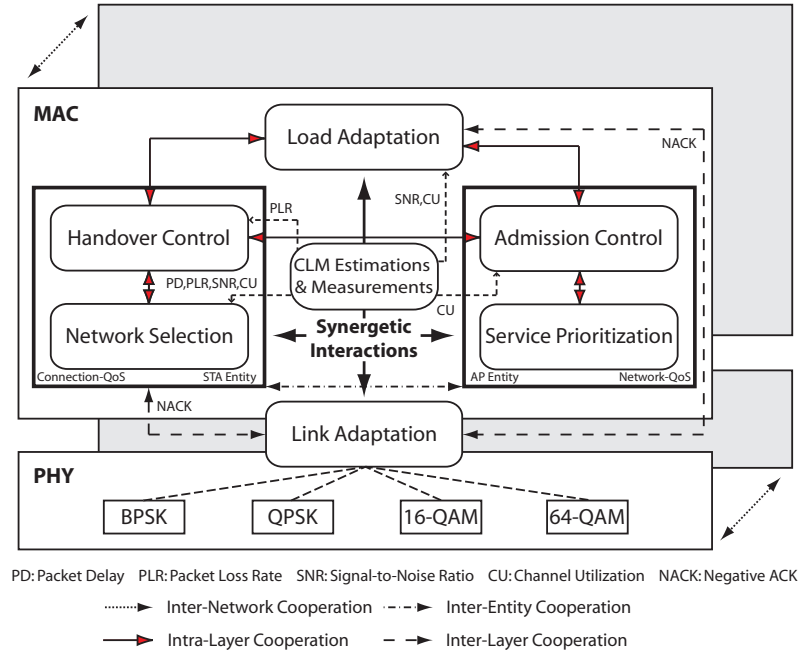 MAC
Load Adaptation
NACK
SNR,CU
PLR
Handover Control
Admission Control
CLM Estimations
& Measurements
PD,PLR,SNR,CU
CU
Network Selection
Synergetic
Interactions
Service Prioritization
Connection-QoS
STA Entity
AP Entity
Network-QoS
NACK
Link Adaptation
PHY
BPSK
QPSK
16-QAM
64-QAM
PD: Packet Delay PLR: Packet Loss Rate SNR: Signal-to-Noise Ratio CU: Channel Utilization NACK: Negative ACK
Inter-Network Cooperation
Inter-Entity Cooperation
Intra-Layer Cooperation
Inter-Layer Cooperation